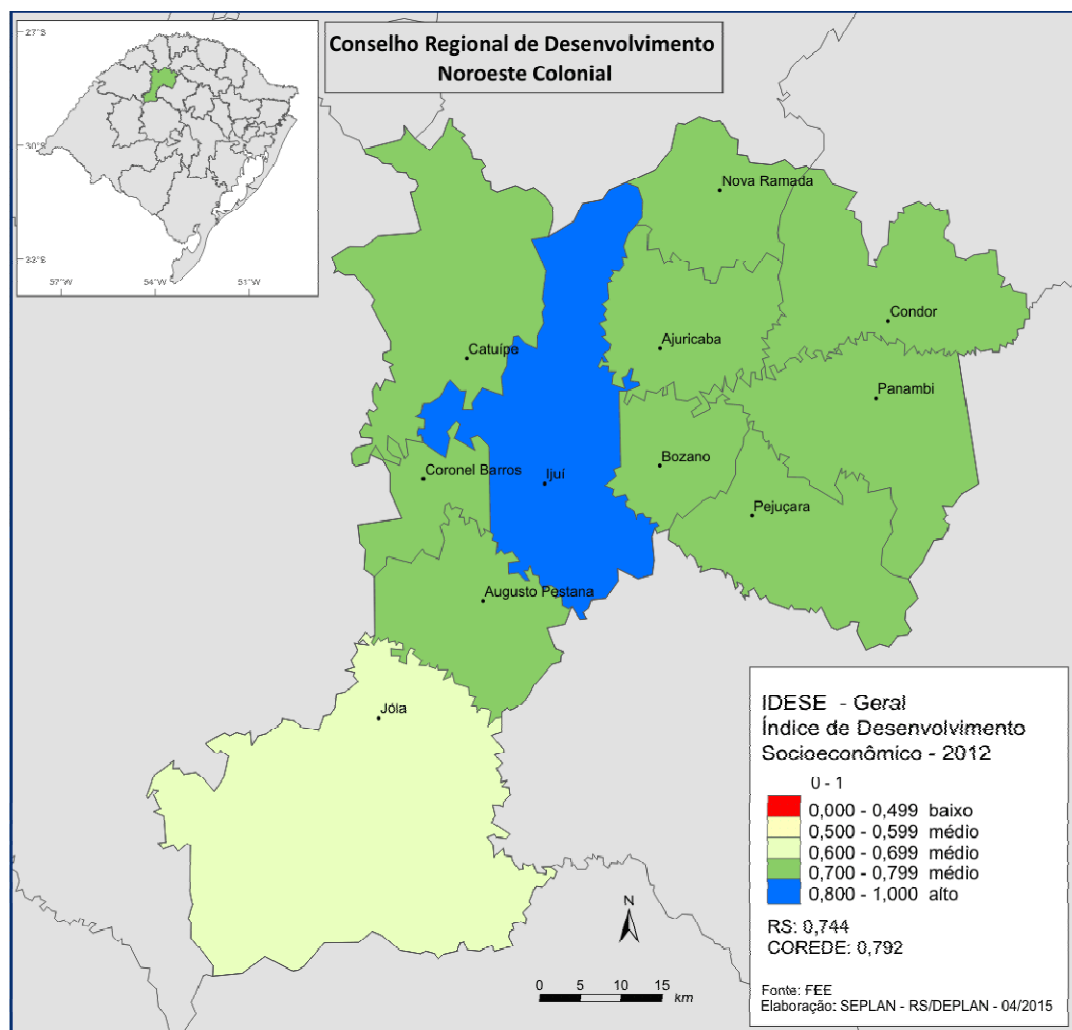 Conselho Regional de Desenvolvimento
Noroeste Colonial
27°S
30°S
33°S
57°W
54°W
51°W
Nova Ramada
Condor
Ajuricaba
Catuípe
Panambi
Bozano
Coronel Barros
Ijuí
Pejuçara
Augusto Pestana
Jóia
IDESE - Geral
Índice de Desenvolvimento
Socioeconômico - 2012
0 - 1
0,000 - 0,499 baixo
0,500 - 0,599 médio
0,600 - 0,699 médio
0,700 - 0,799 médio
0,800 - 1,000 alto
RS: 0,744
COREDE: 0,792
N
0 5 10 15
km
Fonte: FEE
Elaboração: SEPLAN - RS/DEPLAN - 04/2015